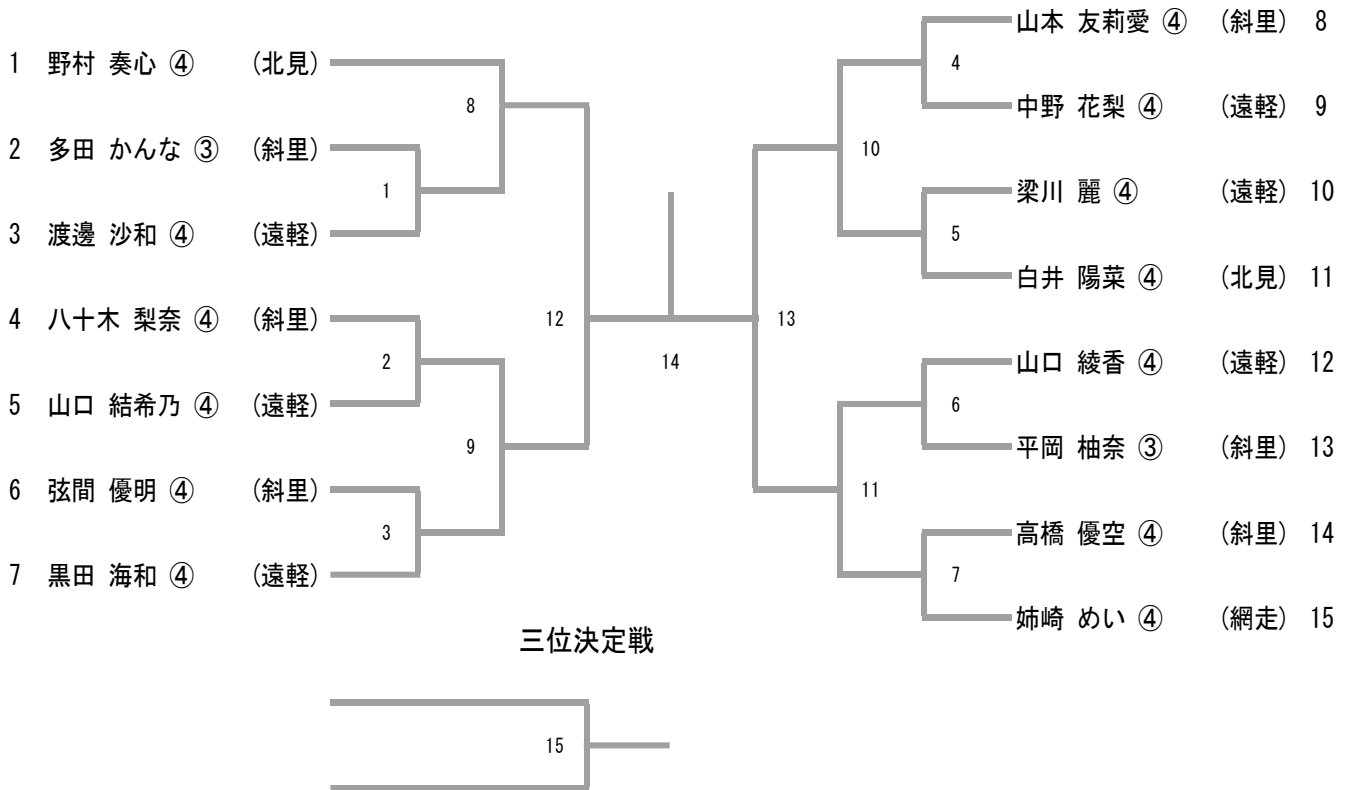 1 野村 奏心 ④ (北見)
2 多田 かんな ③ (斜里)
3 渡邊 沙和 ④ (遠軽)
4 八十木 梨奈 ④ (斜里)
5 山口 結希乃 ④ (遠軽)
6 弦間 優明 ④ (斜里)
7 黒田 海和 ④ (遠軽)
8
1
2
9
3
12
14
13
10
4
5
11
6
7
山本 友莉愛 ④ (斜里) 8
中野 花梨 ④ (遠軽) 9
梁川 麗 ④ (遠軽) 10
白井 陽菜 ④ (北見) 11
山口 綾香 ④ (遠軽) 12
平岡 柚奈 ③ (斜里) 13
高橋 優空 ④ (斜里) 14
姉崎 めい ④ (網走) 15
三位決定戦
15